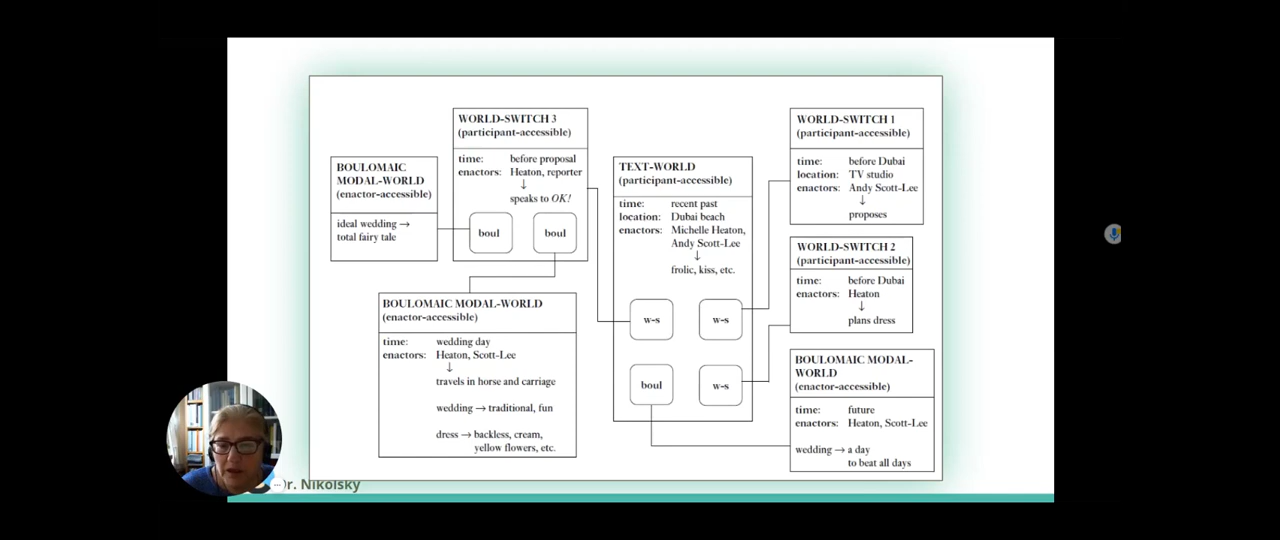 WORLD-SWITCH 3
(participant-accessible)
time: before proposal
enactors: Heaton, reporter
↓
speaks to OK!
boul boul
BOULOMAIC
MODAL-WORLD
(enactor-accessible)
ideal wedding →
total fairy tale
BOULOMAIC MODAL-WORLD
(enactor-accessible)
time: wedding day
enactors: Heaton, Scott-Lee
↓
travels in horse and carriage
wedding → traditional, fun
dress → backless, cream,
yellow flowers, etc.
TEXT-WORLD
(participant-accessible)
time: recent past
location: Dubai beach
enactors: Michelle Heaton,
Andy Scott-Lee
↓
frolic, kiss, etc.
w-s w-s
boul w-s
WORLD-SWITCH 1
(participant-accessible)
time: before Dubai
location: TV studio
enactors: Andy Scott-Lee
↓
proposes
WORLD-SWITCH 2
(participant-accessible)
time: before Dubai
enactors: Heaton
↓
plans dress
BOULOMAIC MODAL-
WORLD
(enactor-accessible)
time: future
enactors: Heaton, Scott-Lee
wedding → a day
to beat all days
r. Nikolsky